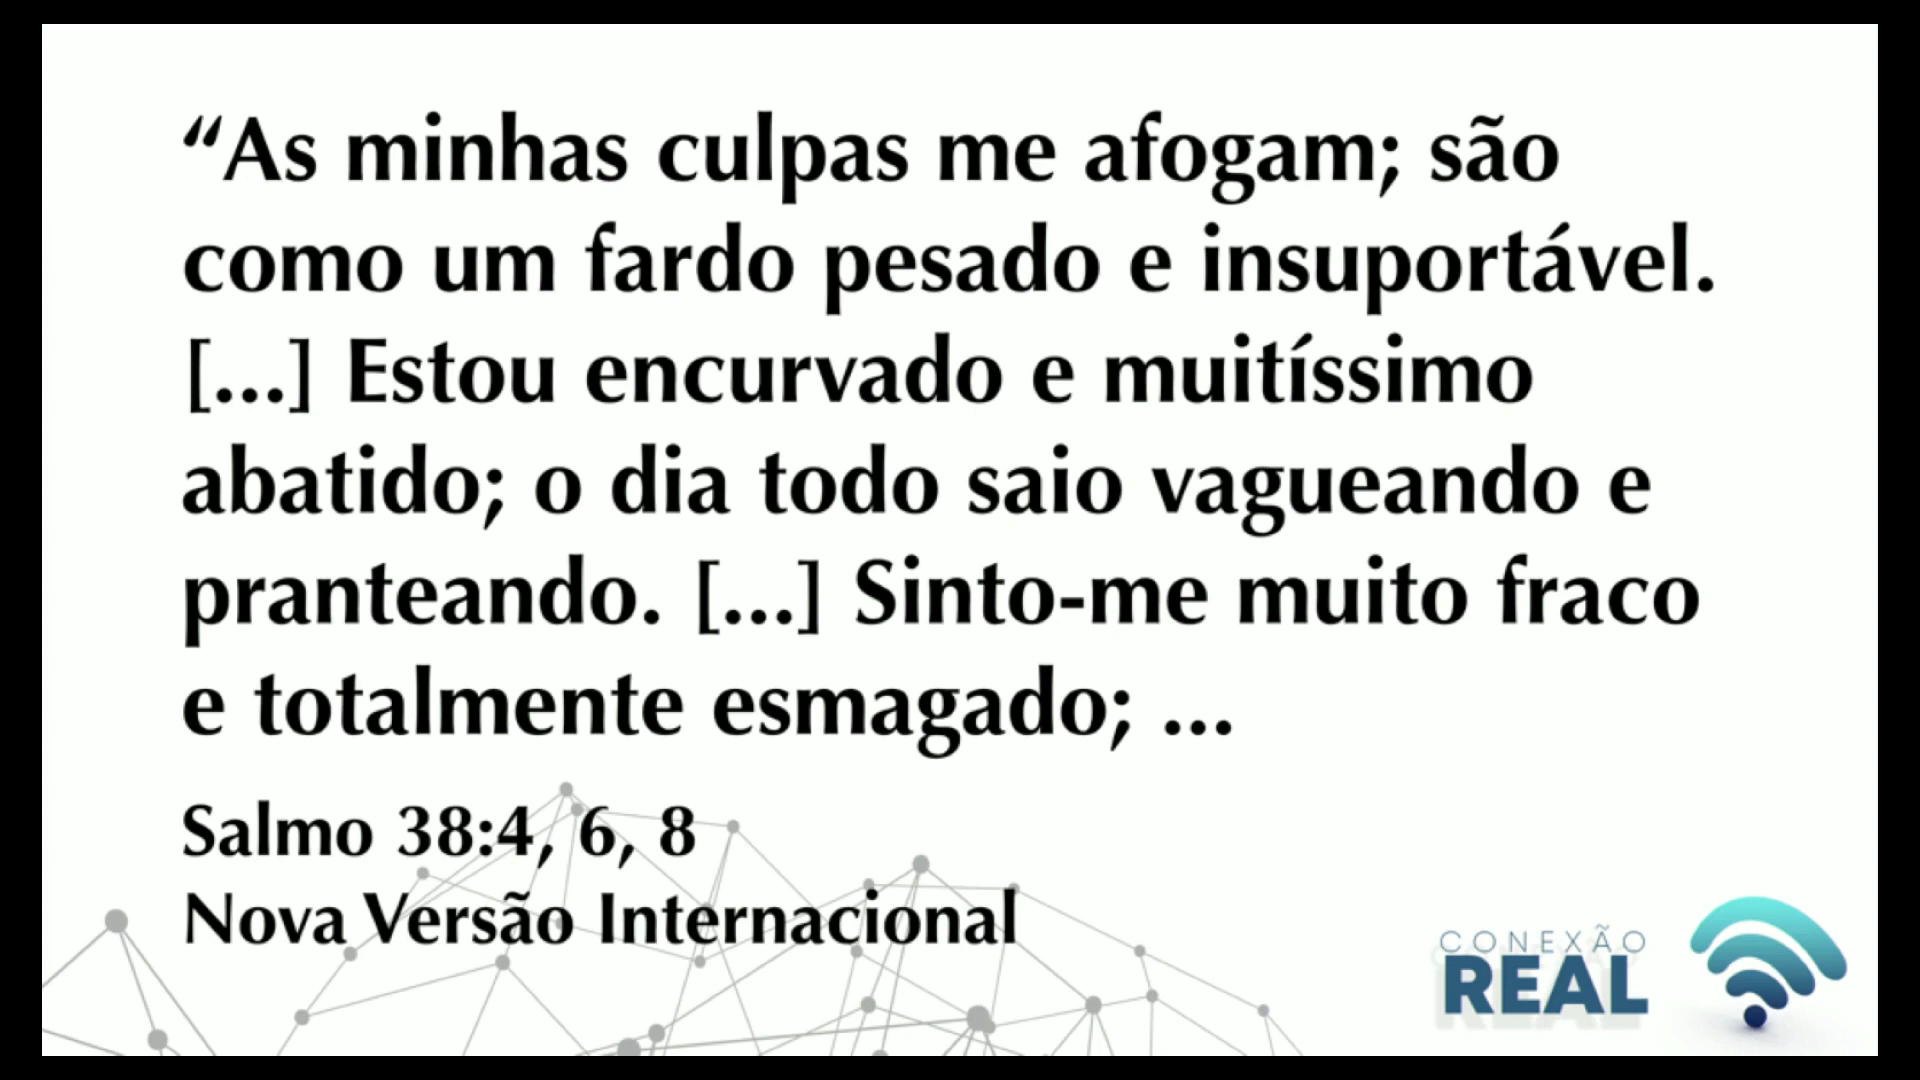 “As minhas culpas me afogam; são
como um fardo pesado e insuportável.
[...] Estou encurvado e muitíssimo
abatido; o dia todo saio vagueando e
pranteando. [...] Sinto-me muito fraco
e totalmente esmagado; ...
Salmo 38:4, 6, 8
Nova Versão Internacional
CONEXÃO
REAL